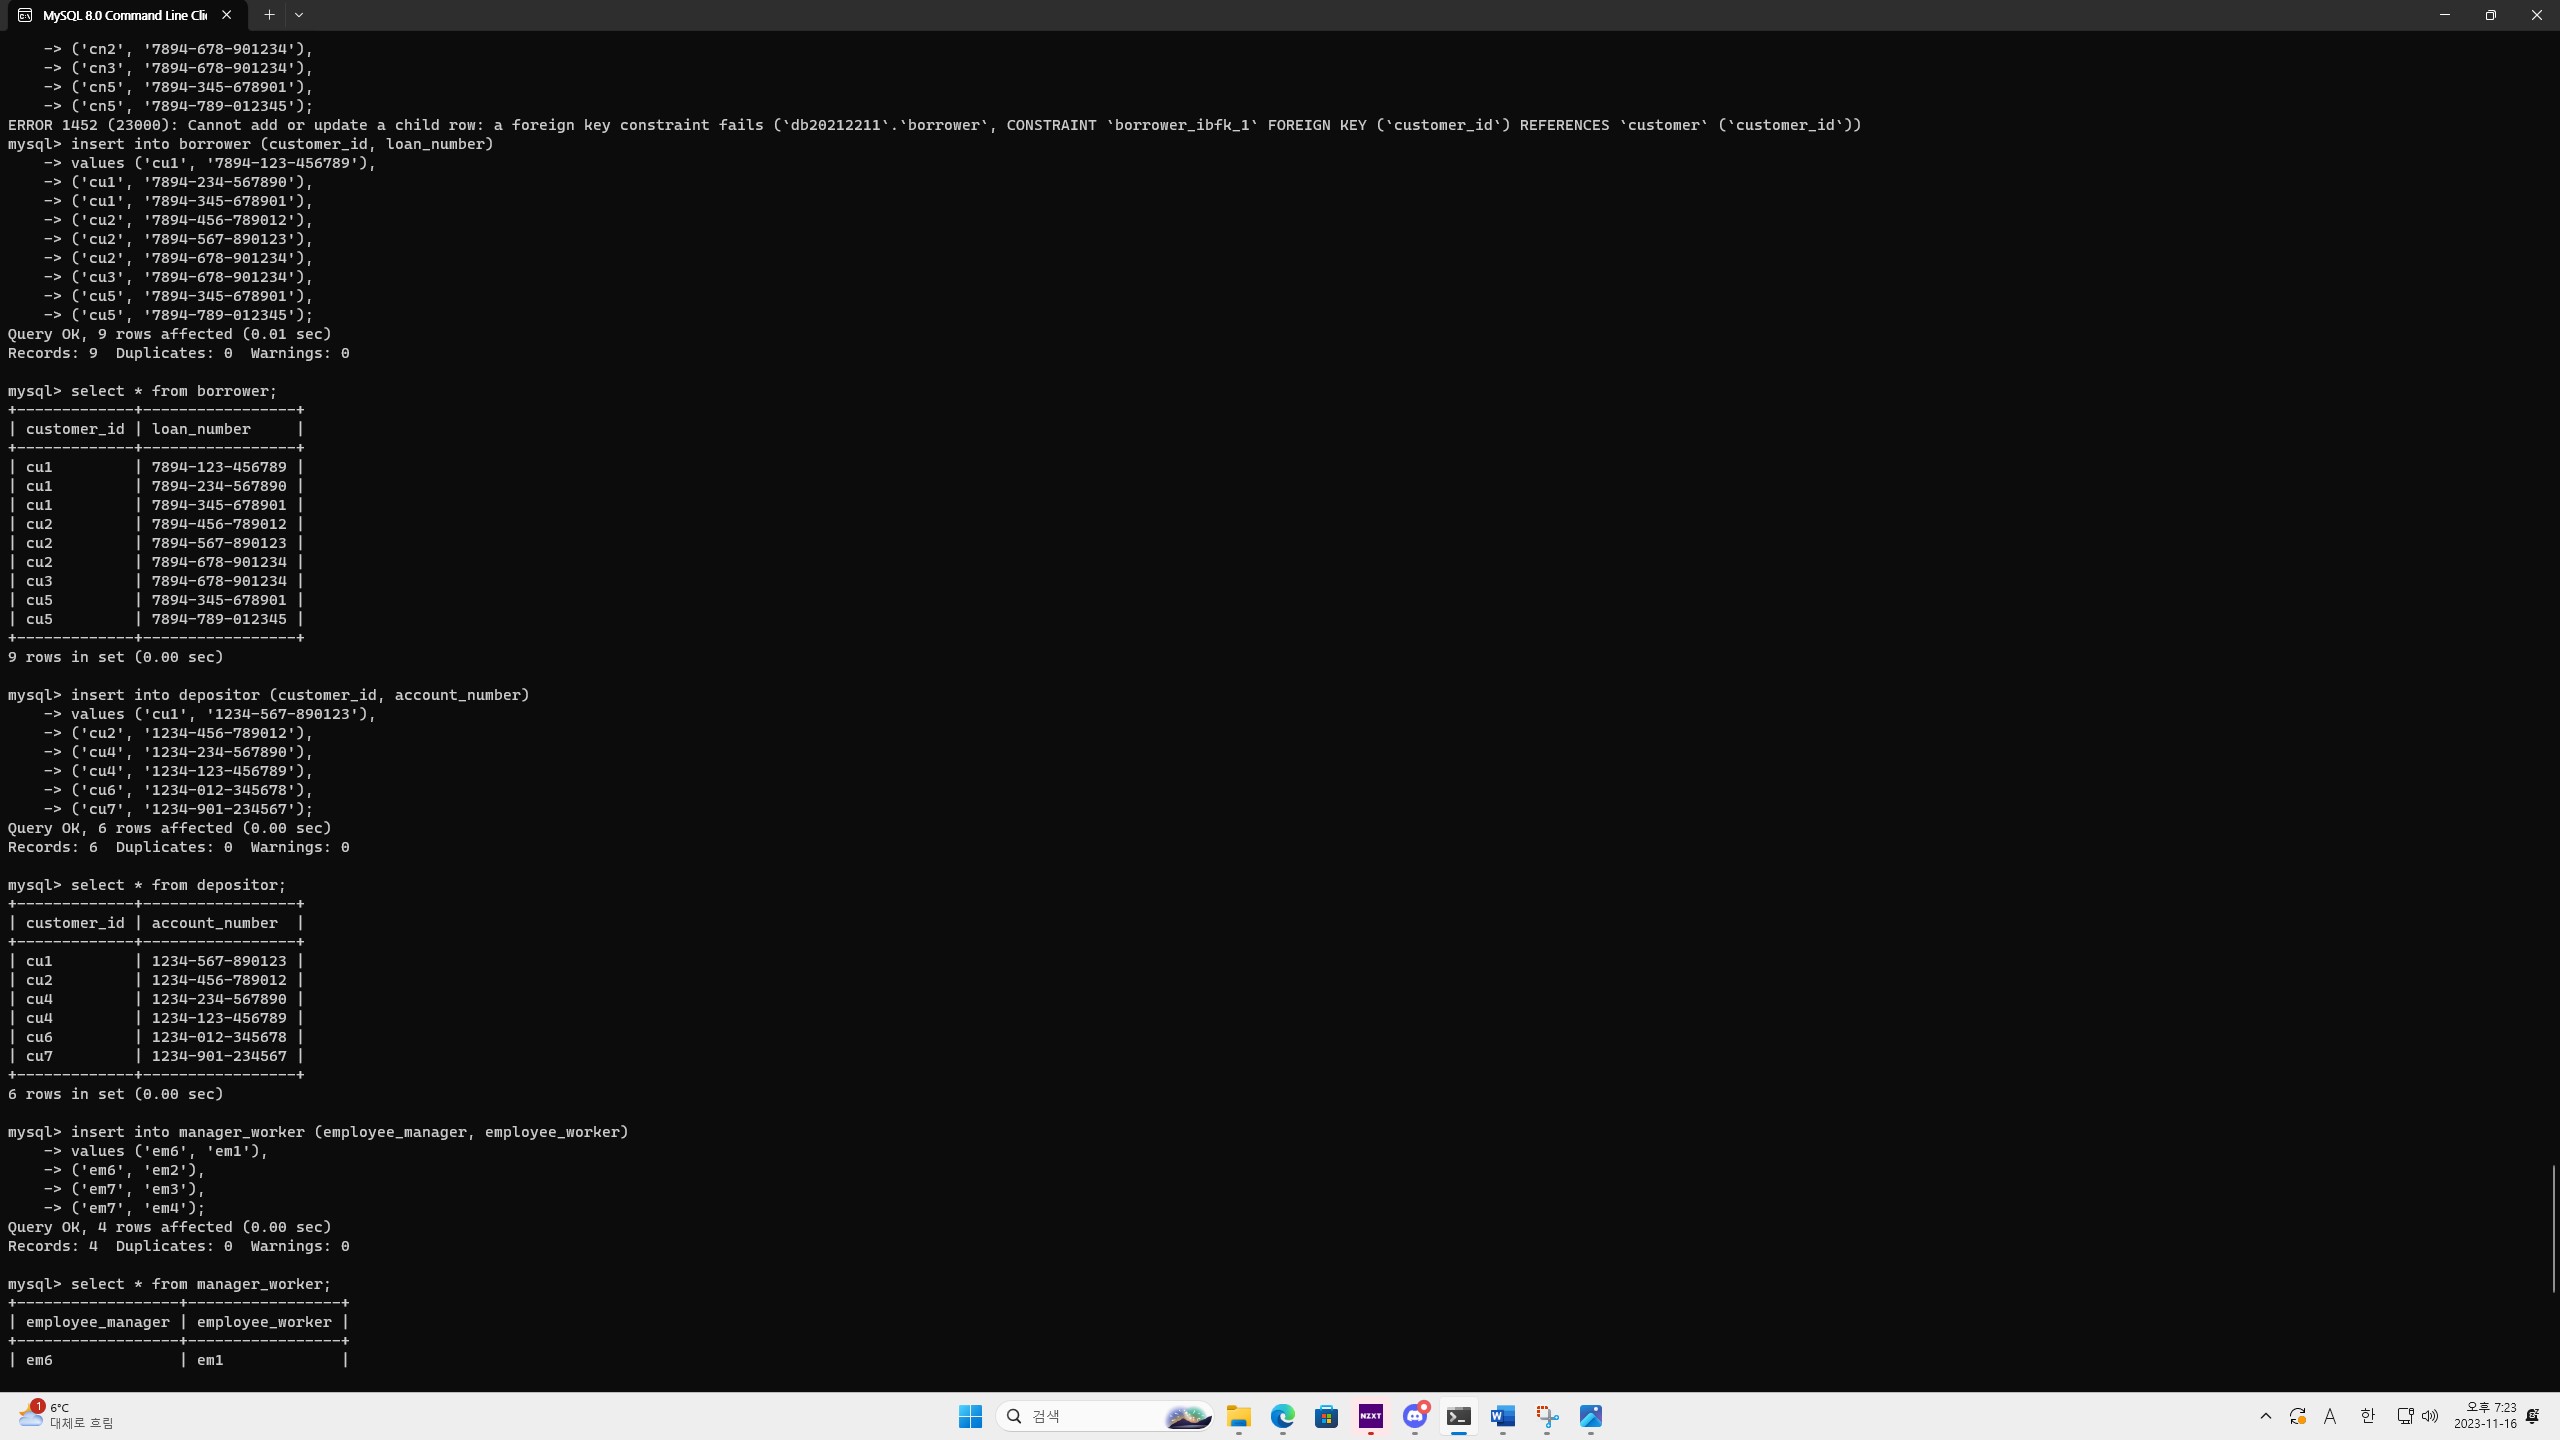 MySQL 8.0 Command Line Cli
    -> ('cn2', '7894-678-901234'),
    -> ('cn3', '7894-678-901234'),
    -> ('cn5', '7894-345-678901'),
    -> ('cn5', '7894-789-012345');
ERROR 1452 (23000): Cannot add or update a child row: a foreign key constraint fails (`db20212211`.`borrower`, CONSTRAINT `borrower_ibfk_1` FOREIGN KEY (`customer_id`) REFERENCES `customer` (`customer_id`))
mysql> insert into borrower (customer_id, loan_number)
    -> values ('cu1', '7894-123-456789'),
    -> ('cu1', '7894-234-567890'),
    -> ('cu1', '7894-345-678901'),
    -> ('cu2', '7894-456-789012'),
    -> ('cu2', '7894-567-890123'),
    -> ('cu2', '7894-678-901234'),
    -> ('cu3', '7894-678-901234'),
    -> ('cu5', '7894-345-678901'),
    -> ('cu5', '7894-789-012345');
Query OK, 9 rows affected (0.01 sec)
Records: 9  Duplicates: 0  Warnings: 0

mysql> select * from borrower;
+-------------+-----------------+
| customer_id | loan_number     |
+-------------+-----------------+
| cu1         | 7894-123-456789 |
| cu1         | 7894-234-567890 |
| cu1         | 7894-345-678901 |
| cu2         | 7894-456-789012 |
| cu2         | 7894-567-890123 |
| cu2         | 7894-678-901234 |
| cu3         | 7894-678-901234 |
| cu5         | 7894-345-678901 |
| cu5         | 7894-789-012345 |
+-------------+-----------------+
9 rows in set (0.00 sec)

mysql> insert into depositor (customer_id, account_number)
    -> values ('cu1', '1234-567-890123'),
    -> ('cu2', '1234-456-789012'),
    -> ('cu4', '1234-234-567890'),
    -> ('cu4', '1234-123-456789'),
    -> ('cu6', '1234-012-345678'),
    -> ('cu7', '1234-901-234567');
Query OK, 6 rows affected (0.00 sec)
Records: 6  Duplicates: 0  Warnings: 0

mysql> select * from depositor;
+-------------+-----------------+
| customer_id | account_number  |
+-------------+-----------------+
| cu1         | 1234-567-890123 |
| cu2         | 1234-456-789012 |
| cu4         | 1234-234-567890 |
| cu4         | 1234-123-456789 |
| cu6         | 1234-012-345678 |
| cu7         | 1234-901-234567 |
+-------------+-----------------+
6 rows in set (0.00 sec)

mysql> insert into manager_worker (employee_manager, employee_worker)
    -> values ('em6', 'em1'),
    -> ('em6', 'em2'),
    -> ('em7', 'em3'),
    -> ('em7', 'em4');
Query OK, 4 rows affected (0.00 sec)
Records: 4  Duplicates: 0  Warnings: 0

mysql> select * from manager_worker;
+------------------+-----------------+
| employee_manager | employee_worker |
+------------------+-----------------+
| em6              | em1             |
1
6°C
대체로 흐림
검색
NZXT
W
A
한
오후 7:23
2023-11-16